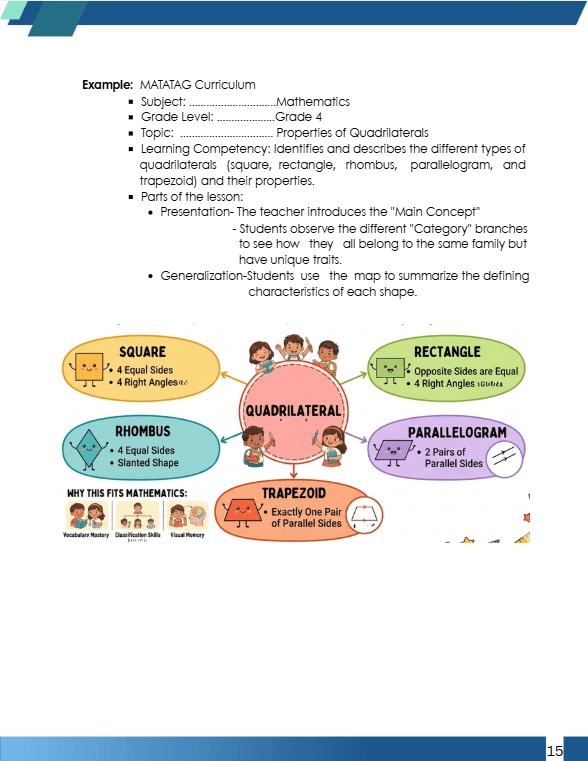 Example: MATATAG Curriculum
▪ Subject: ..............................Mathematics
▪ Grade Level: ....................Grade 4
▪ Topic: ................................ Properties of Quadrilaterals
▪ Learning Competency: Identifies and describes the different types of
quadrilaterals (square, rectangle, rhombus, parallelogram, and
trapezoid) and their properties.
▪ Parts of the lesson:
• Presentation- The teacher introduces the "Main Concept"
- Students observe the different "Category" branches
to see how they all belong to the same family but
have unique traits.
• Generalization-Students use the map to summarize the defining
characteristics of each shape.
SQUARE
• 4 Equal Sides
• 4 Right Angles
RECTANGLE
• Opposite Sides are Equal
• 4 Right Angles
QUADRILATERAL
RHOMBUS
• 4 Equal Sides
• Slanted Shape
PARALLELOGRAM
• 2 Pairs of
Parallel Sides
TRAPEZOID
• Exactly One Pair
of Parallel Sides
WHY THIS FITS MATHEMATICS:
Vocabulary Mastery
Classification Skills
Visual Memory
15